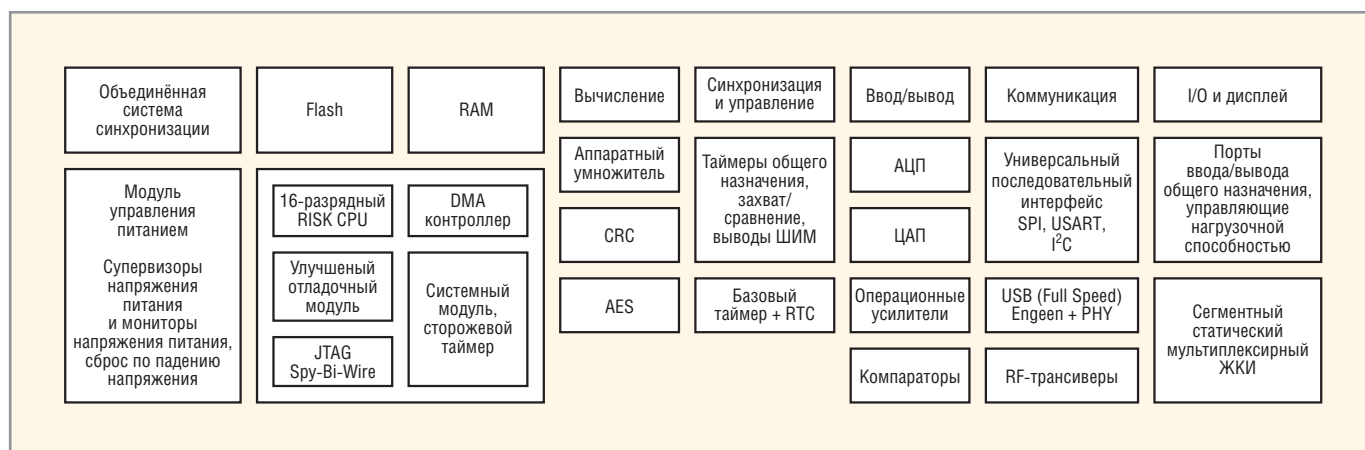 Объединённая
система
синхронизации
Flash
RAM
Вычисление
Синхронизация
и управление
Ввод/вывод
Коммуникация
I/O и дисплей
Модуль
управления
питанием
Супервизоры
напряжения
питания
и мониторы
напряжения питания,
сброс по падению
напряжения
16-разрядный
RISK CPU
DMA
контроллер
Улучшеный
отладочный
модуль
Системный
модуль,
сторожевой
таймер
JTAG
Spy-Bi-Wire
Аппаратный
умножитель
CRC
AES
Таймеры общего
назначения,
захват/
сравнение,
выводы ШИМ
Базовый
таймер + RTC
АЦП
ЦАП
Операционные
усилители
Компараторы
Универсальный
последовательный
интерфейс
SPI, USART,
I²C
USB (Full Speed)
Engeen + PHY
RF-трансиверы
Порты
ввода/вывода
общего назначения,
управляющие
нагрузочной
способностью
Сегментный
статический
мультиплексирный
ЖКИ